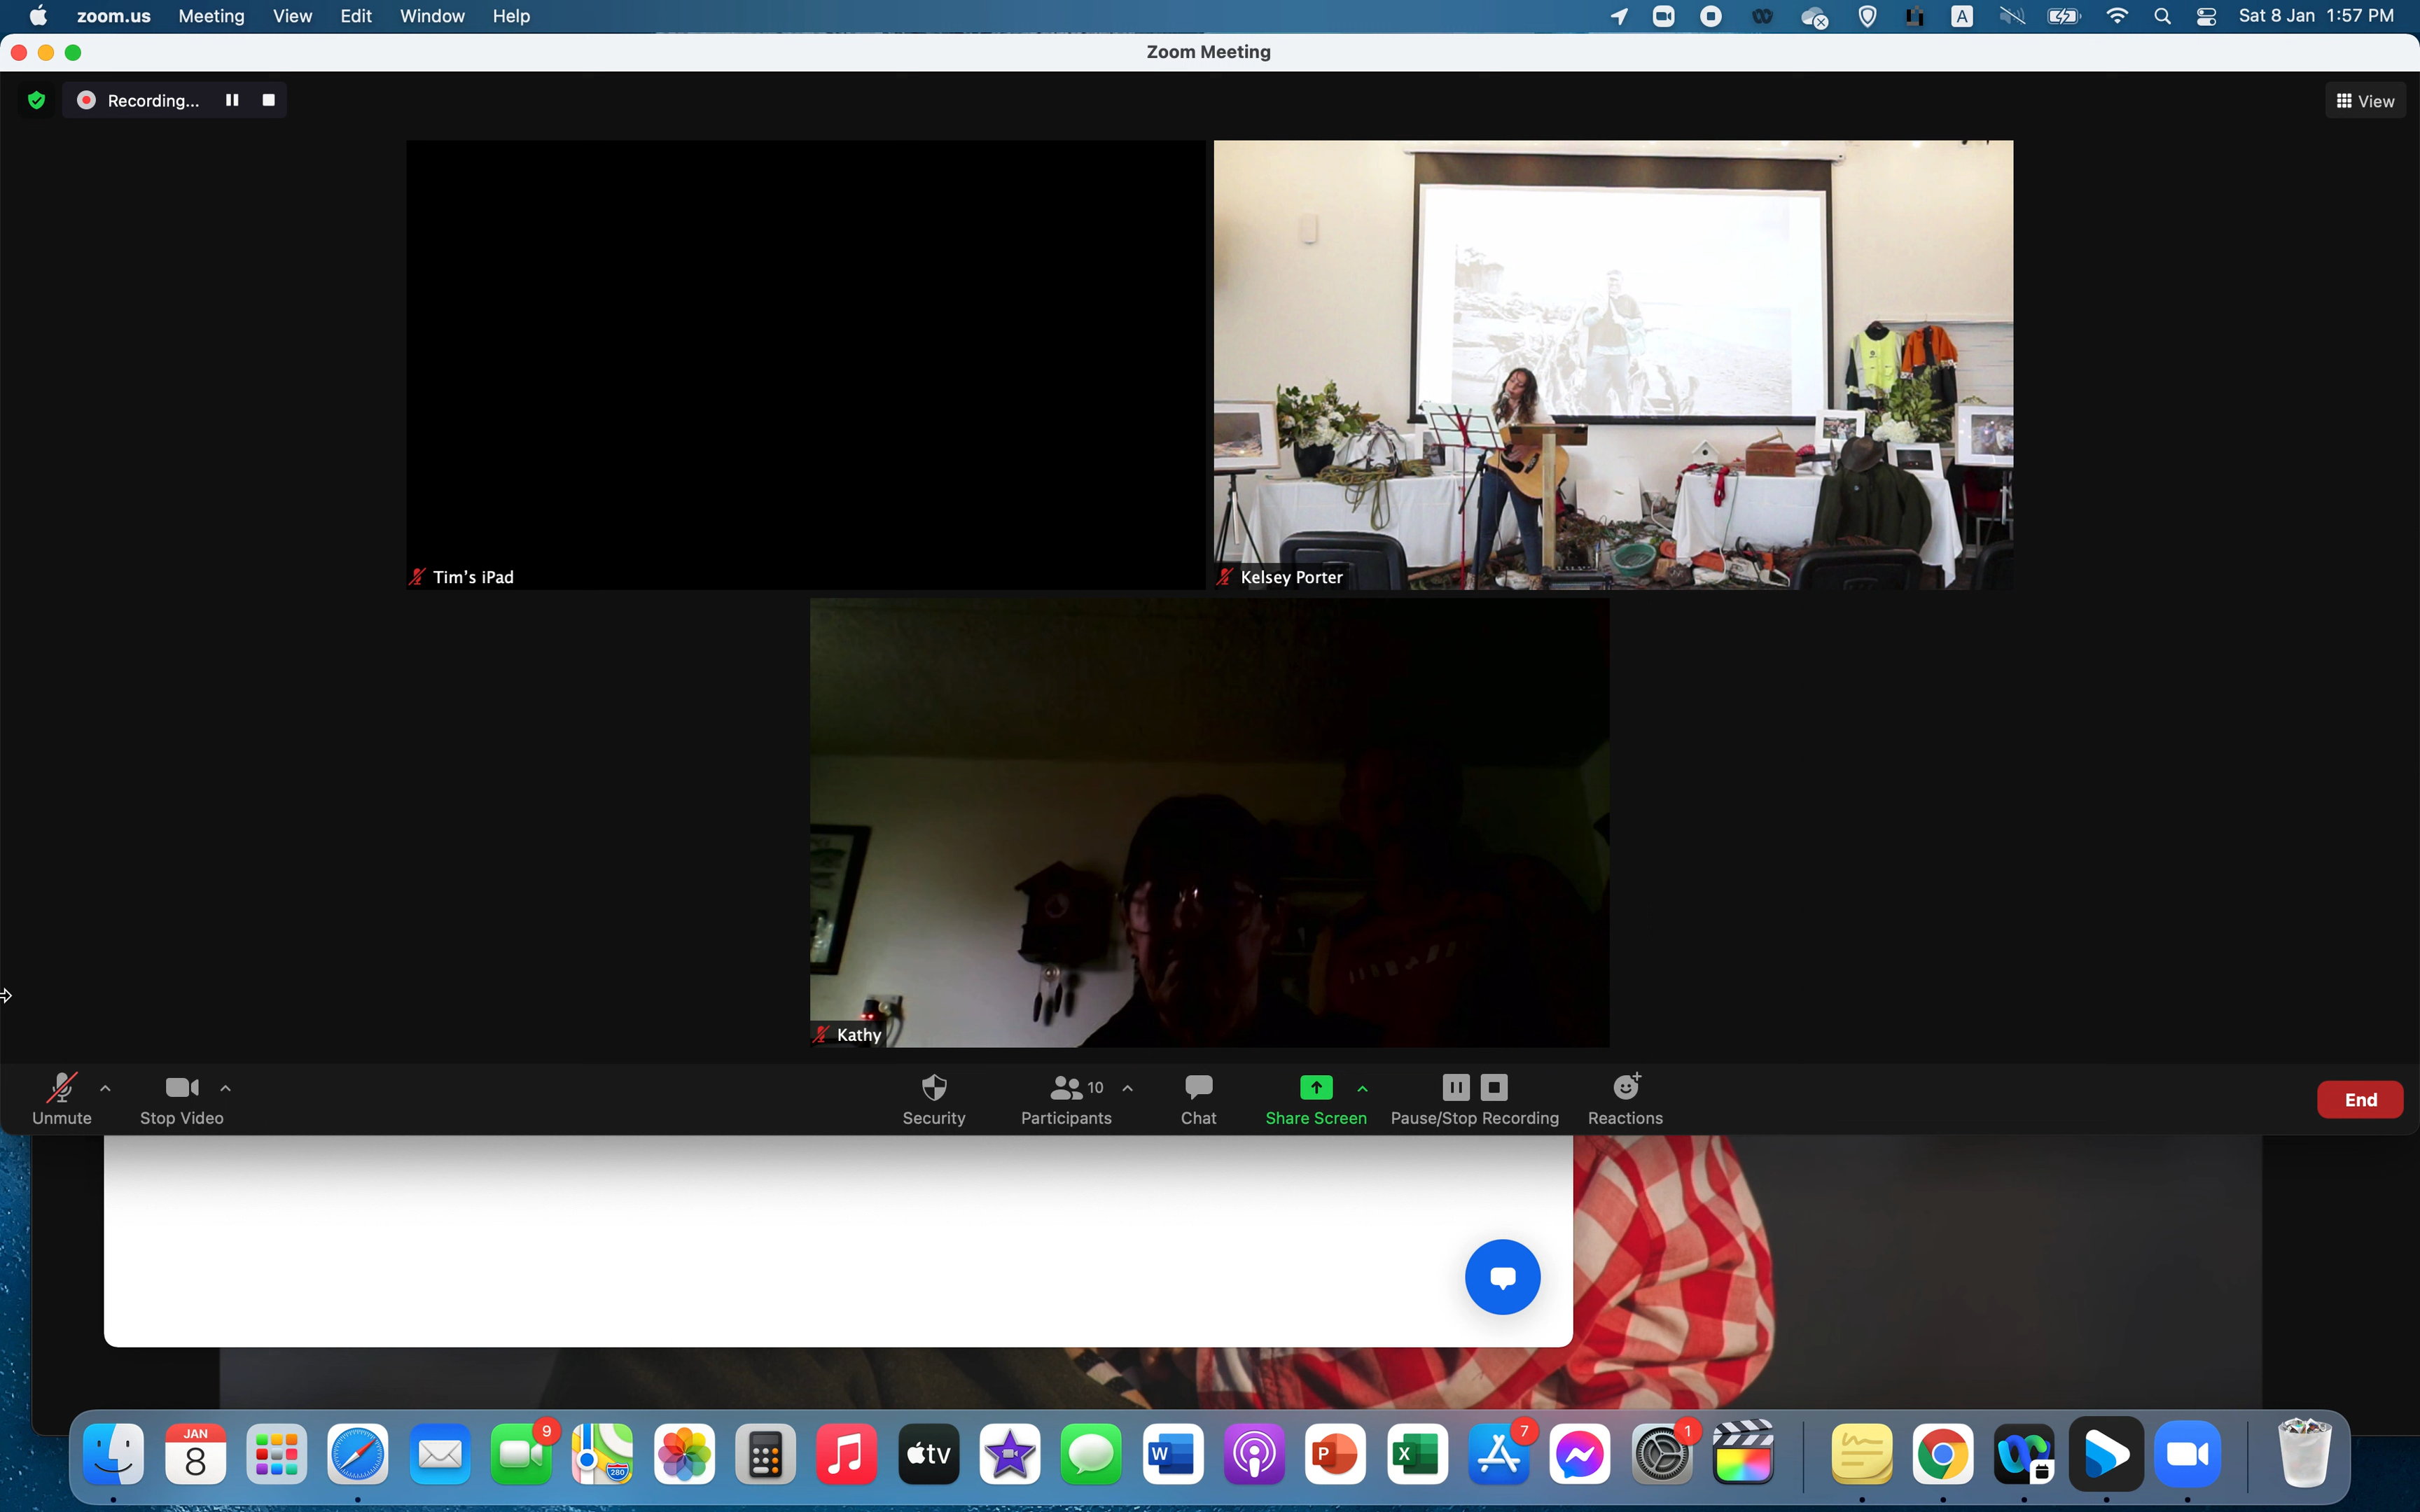 zoom.us Meeting View Edit Window Help
A
Sat 8 Jan 1:57 PM
Zoom Meeting
Recording...
View
Tim's iPad
Kelsey Porter
Kathy
Unmute
Stop Video
Security
10
Participants
Chat
Share Screen
Pause/Stop Recording
Reactions
End
JAN
8
9
280
tv
W
P
X
7
1